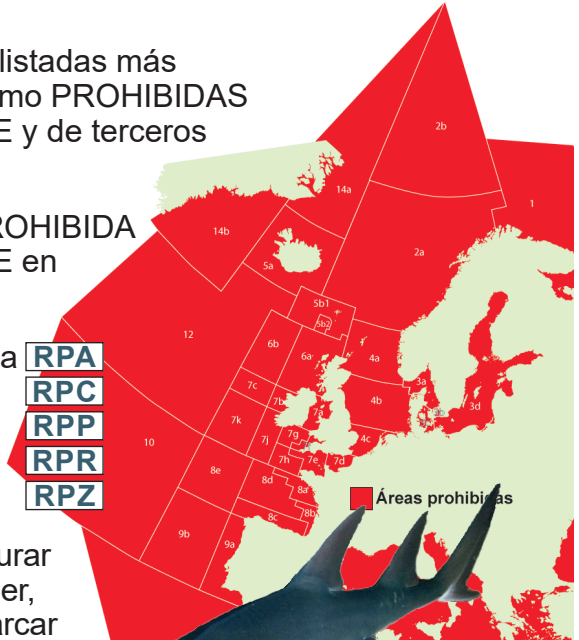 listadas más
mo PROHIBIDAS
E y de terceros
ROHIBIDA
E en
a RPA
RPC
RPP
RPR
RPZ
urar
er,
arcar
2b
1
14a
14b
2a
5a
5b1
5b2
12
6b
6a
4a
3a
7c
7b
7a
4b
3d
10
7k
7j
7g
4c
7h
7e
7d
8e
8d
8a
8b
8c
9b
9a
Áreas prohibidas